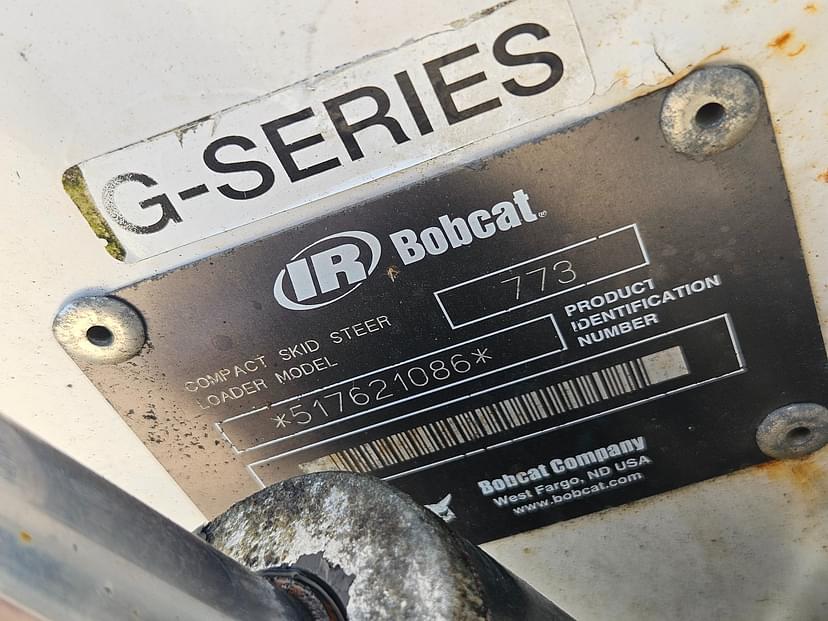 G-SERIES
IR Bobcat®
COMPACT SKID STEER
LOADER MODEL
773
PRODUCT
IDENTIFICATION
NUMBER
*517621086*
Bobcat Company
West Fargo, ND USA
www.bobcat.com